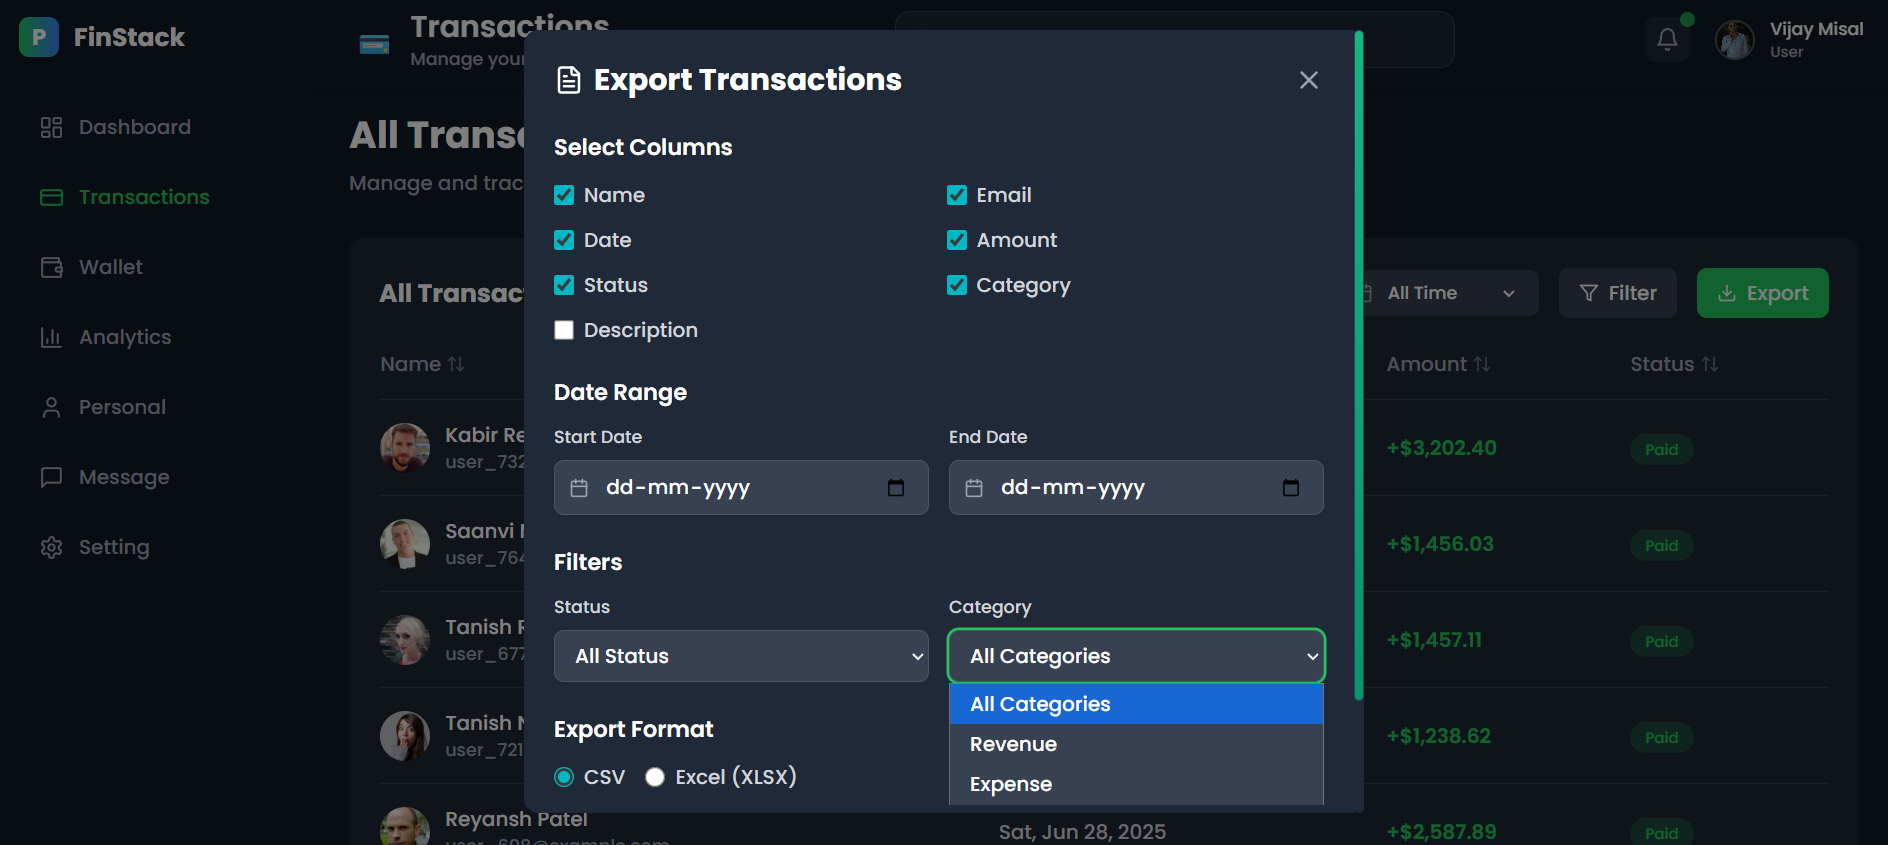 P FinStack
Transactions
Manage your
Vijay Misal
User
Dashboard
Transactions
Wallet
Analytics
Personal
Message
Setting
All Trans
Manage and trac
All Transac
All Time
Filter
Export
Name
Amount
Status
Kabir Re
user_732
+$3,202.40
Paid
Saanvi
user_764
+$1,456.03
Paid
Tanish R
user_677
+$1,457.11
Paid
Tanish
user_721
+$1,238.62
Paid
Reyansh Patel
user_698@example.com
Sat, Jun 28, 2025
+$2,587.89
Paid
Export Transactions
Select Columns
Name
Email
Date
Amount
Status
Category
Description
Date Range
Start Date
End Date
dd-mm-yyyy
dd-mm-yyyy
Filters
Status
Category
All Status
All Categories
All Categories
Revenue
Expense
Export Format
CSV
Excel (XLSX)